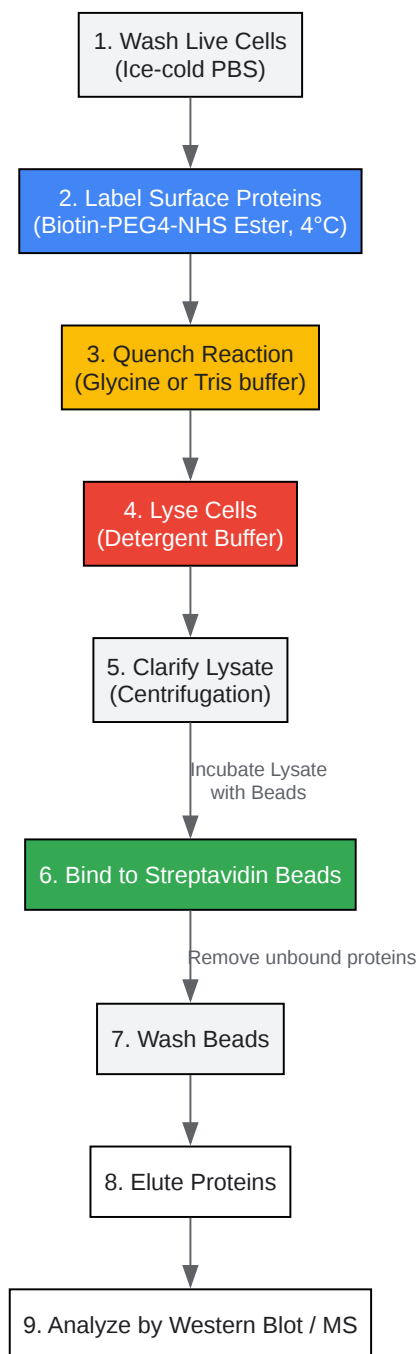 1. Wash Live Cells
(Ice-cold PBS)
2. Label Surface Proteins
(Biotin-PEG4-NHS Ester, 4°C)
3. Quench Reaction
(Glycine or Tris buffer)
4. Lyse Cells
(Detergent Buffer)
5. Clarify Lysate
(Centrifugation)
Incubate Lysate
with Beads
6. Bind to Streptavidin Beads
Remove unbound proteins
7. Wash Beads
8. Elute Proteins
9. Analyze by Western Blot / MS